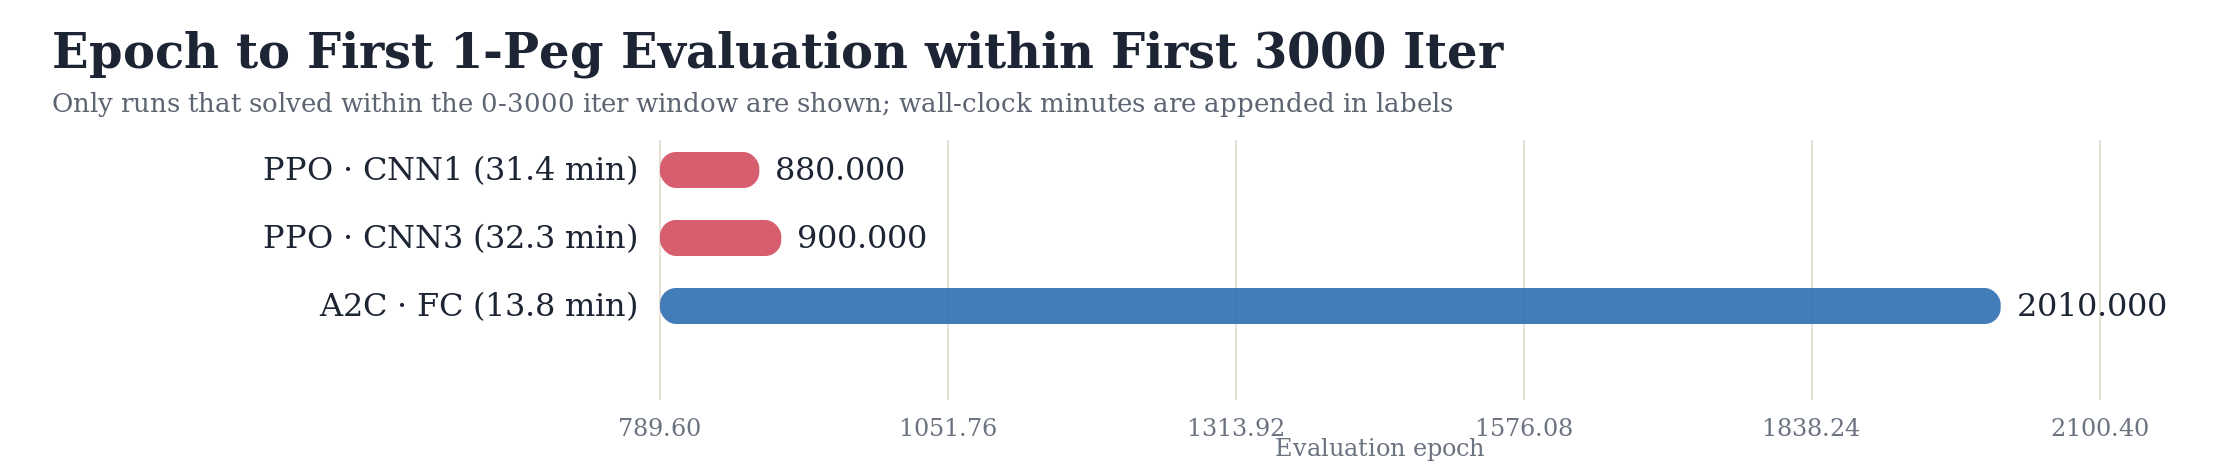 Epoch to First 1-Peg Evaluation within First 3000 Iter
Only runs that solved within the 0-3000 iter window are shown; wall-clock minutes are appended in labels
PPO · CNN1 (31.4 min) 880.000
PPO · CNN3 (32.3 min) 900.000
A2C · FC (13.8 min) 2010.000
789.60 1051.76 1313.92 1576.08 1838.24 2100.40
Evaluation epoch